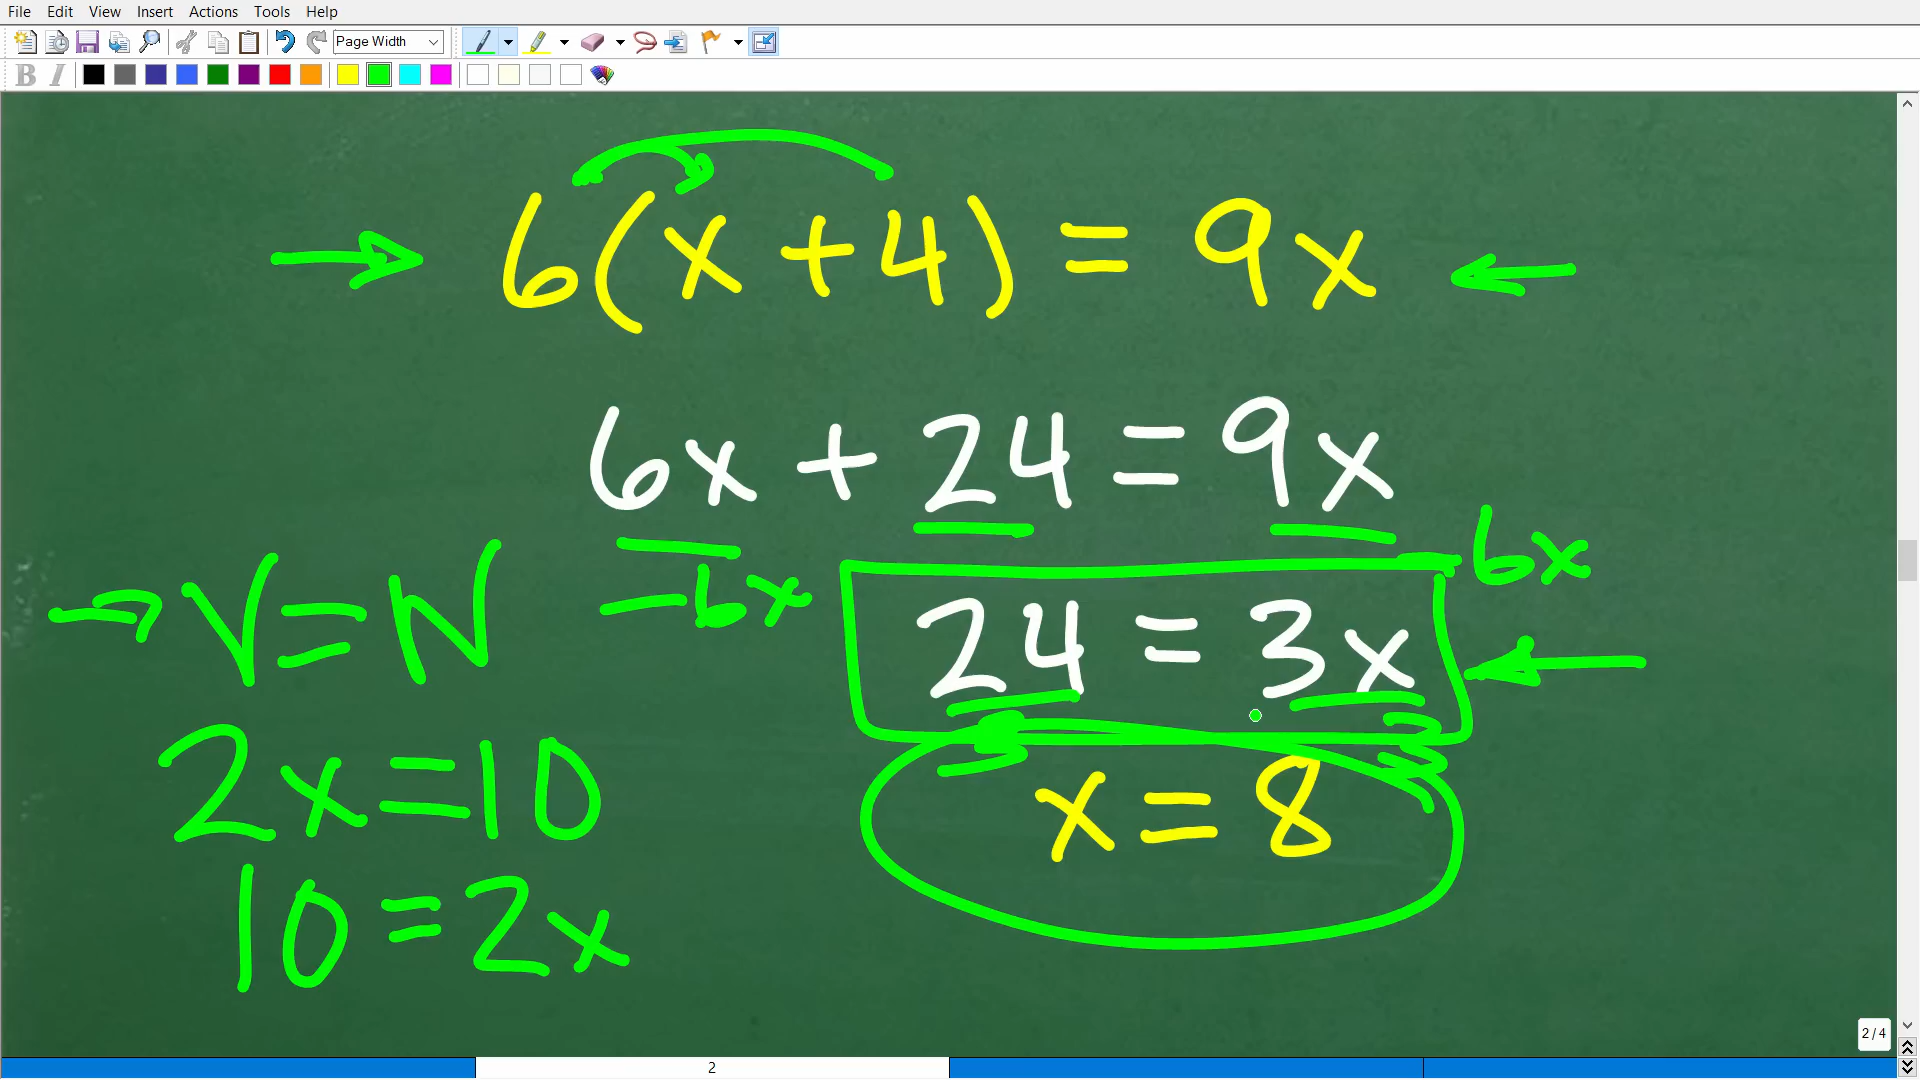 File Edit View Insert Actions Tools Help
Page Width
B I
6(x+4) = 9x
6x + 24 = 9x
-6x -6x
→ V=N
24 = 3x
2x=10
x = 8
10=2x
2/4
2